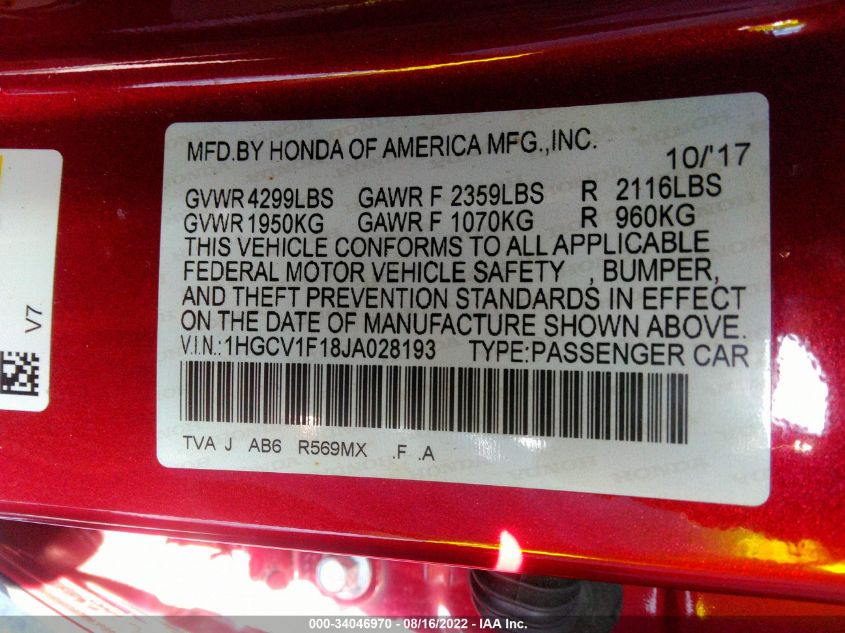 MFD.BY HONDA OF AMERICA MFG.,INC. 10/'17
GVWR 4299LBS GAWR F 2359LBS R 2116LBS
GVWR 1950KG GAWR F 1070KG R 960KG
THIS VEHICLE CONFORMS TO ALL APPLICABLE
FEDERAL MOTOR VEHICLE SAFETY , BUMPER,
AND THEFT PREVENTION STANDARDS IN EFFECT
ON THE DATE OF MANUFACTURE SHOWN ABOVE.
V.I.N.:1HGCV1F18JA028193 TYPE:PASSENGER CAR
TVA J AB6 R569MX .F .A
V7
000-34046970 - 08/16/2022 - IAA Inc.